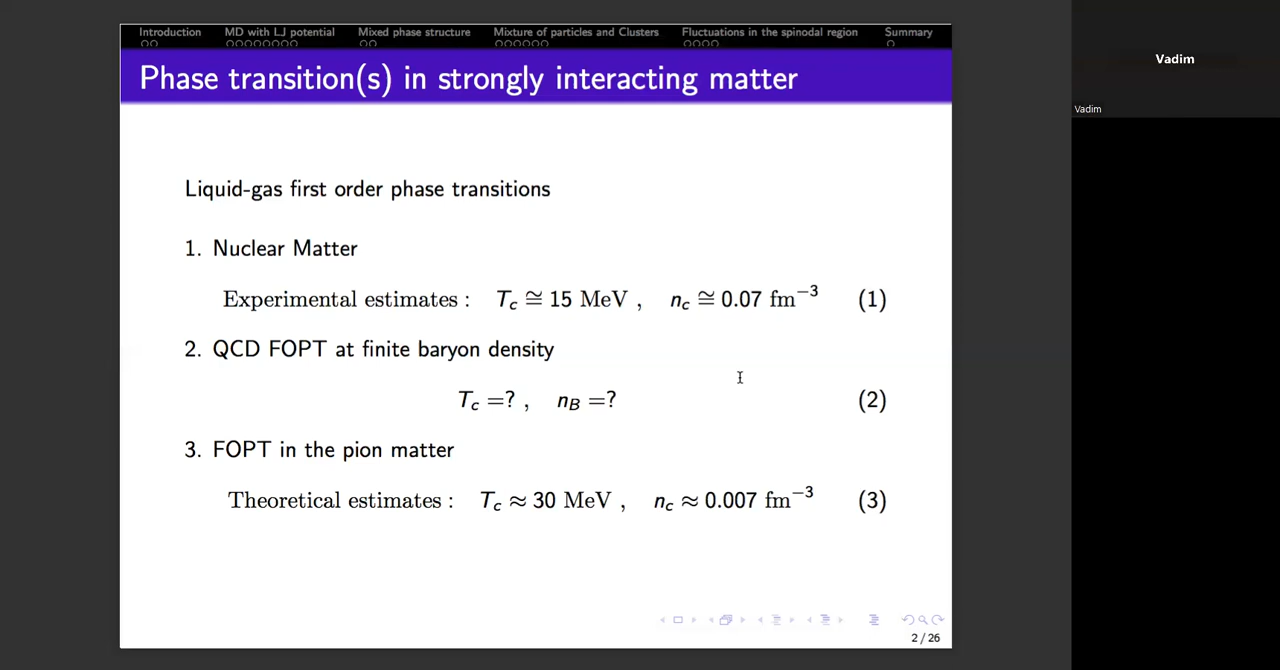 Introduction MD with LJ potential Mixed phase structure Mixture of particles and Clusters Fluctuations in the spinodal region Summary
Phase transition(s) in strongly interacting matter
Liquid-gas first order phase transitions
1. Nuclear Matter
Experimental estimates : T_c ≅ 15 MeV , n_c ≅ 0.07 fm⁻³ (1)
2. QCD FOPT at finite baryon density
T_c =? , n_B =? (2)
3. FOPT in the pion matter
Theoretical estimates : T_c ≈ 30 MeV , n_c ≈ 0.007 fm⁻³ (3)
2 / 26
Vadim
Vadim